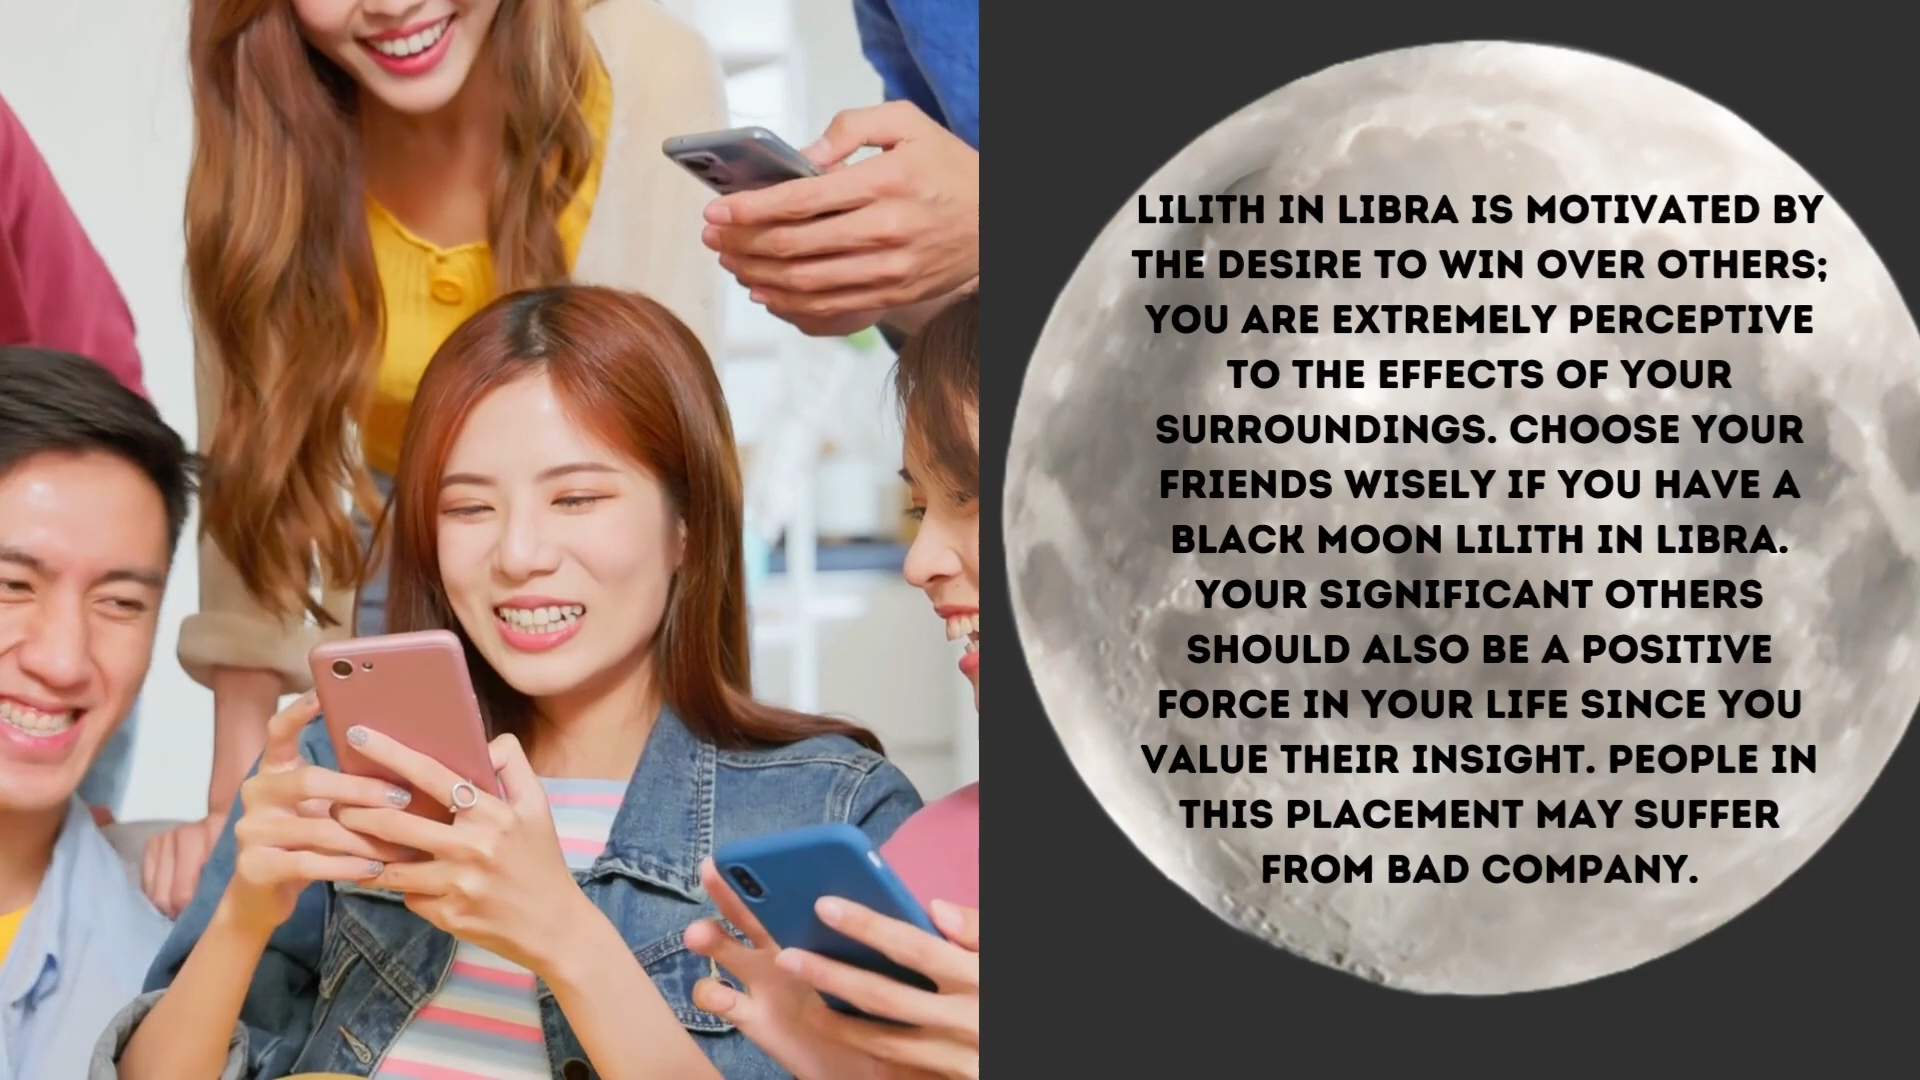 LILITH IN LIBRA IS MOTIVATED BY
THE DESIRE TO WIN OVER OTHERS;
YOU ARE EXTREMELY PERCEPTIVE
TO THE EFFECTS OF YOUR
SURROUNDINGS. CHOOSE YOUR
FRIENDS WISELY IF YOU HAVE A
BLACK MOON LILITH IN LIBRA.
YOUR SIGNIFICANT OTHERS
SHOULD ALSO BE A POSITIVE
FORCE IN YOUR LIFE SINCE YOU
VALUE THEIR INSIGHT. PEOPLE IN
THIS PLACEMENT MAY SUFFER
FROM BAD COMPANY.